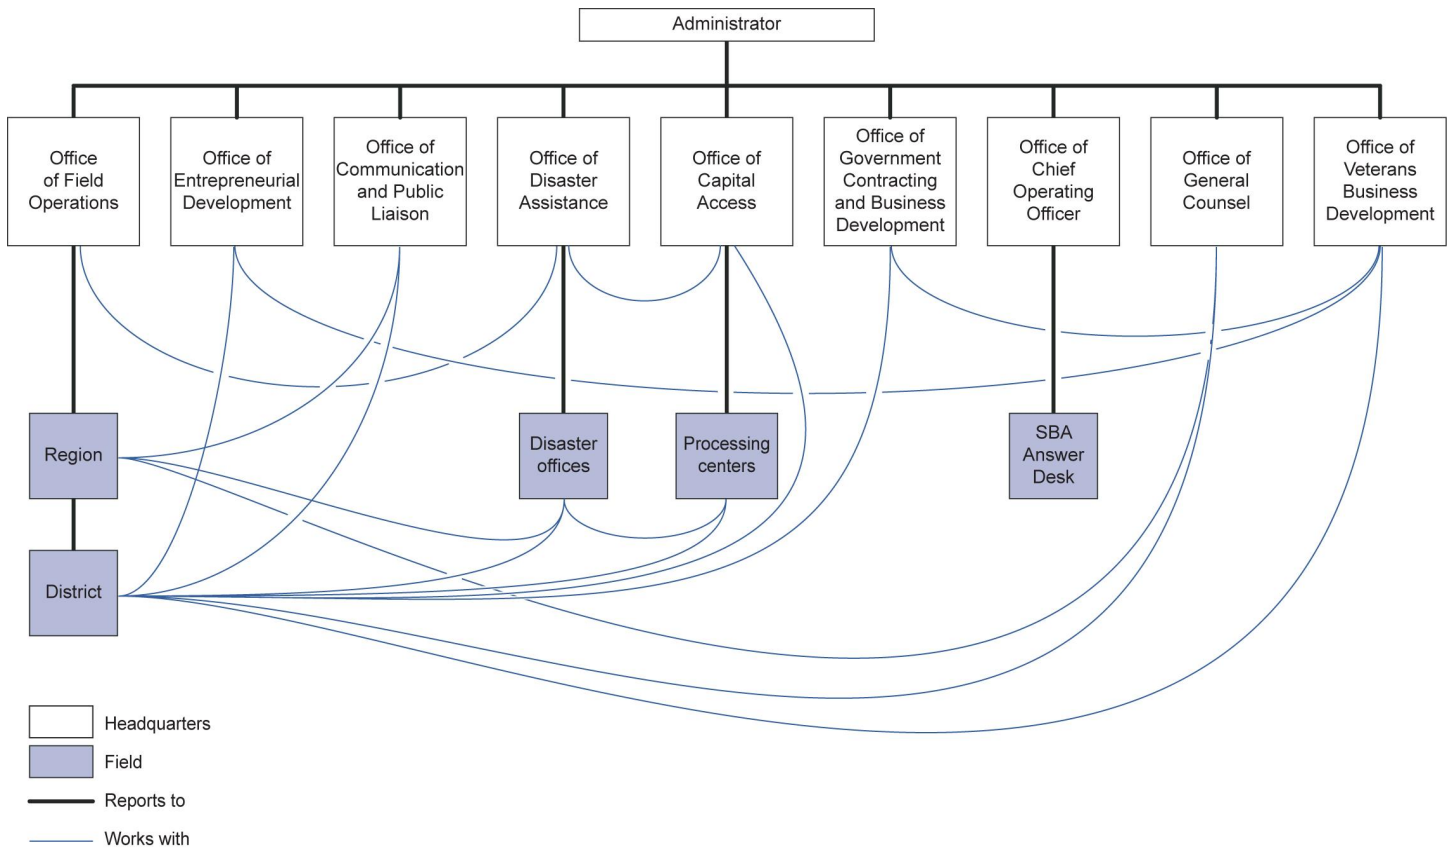 Administrator
Office
of Field
Operations
Office of
Entrepreneurial
Development
Office of
Communication
and Public
Liaison
Office of
Disaster
Assistance
Office of
Capital
Access
Office of
Government
Contracting
and Business
Development
Office of
Chief
Operating
Officer
Office of
General
Counsel
Office of
Veterans
Business
Development
Region
Disaster
offices
Processing
centers
SBA
Answer
Desk
District
Headquarters
Field
Reports to
Works with